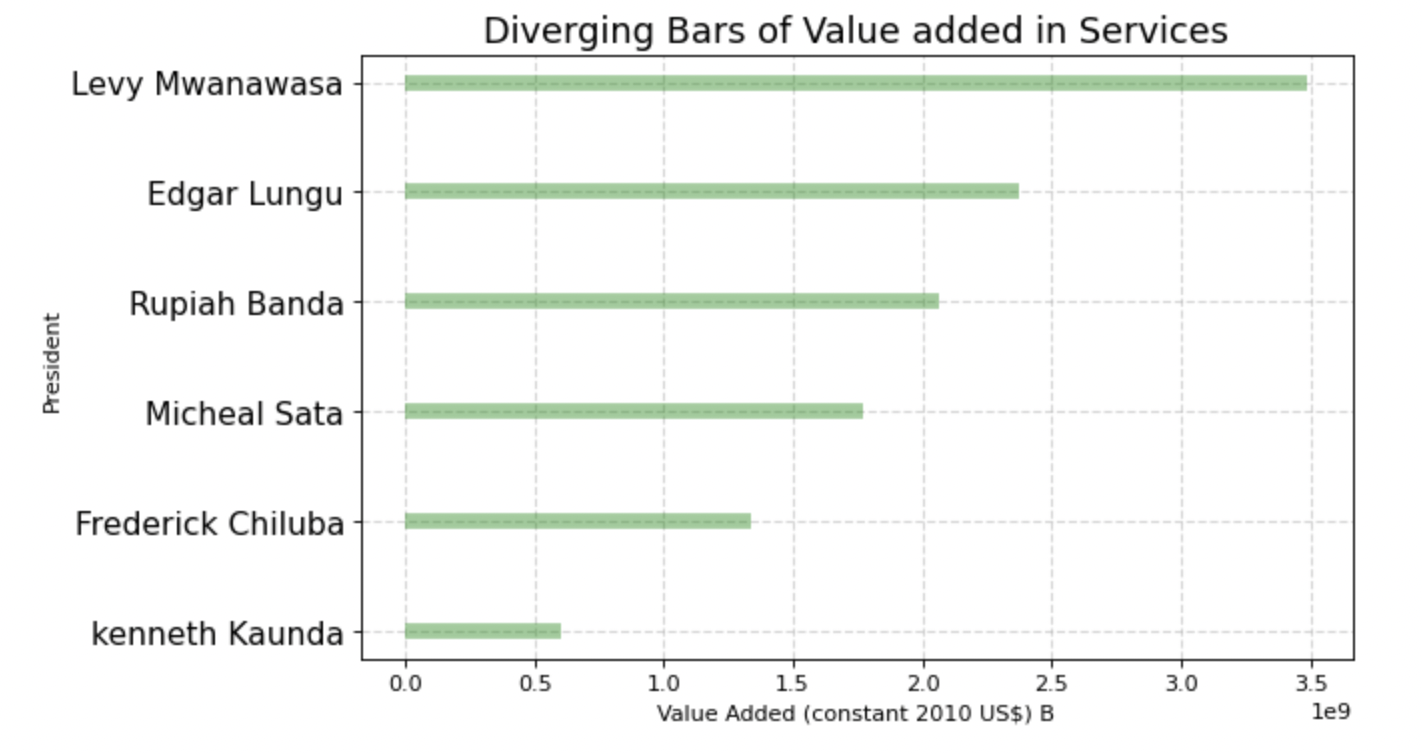 Diverging Bars of Value added in Services
Levy Mwanawasa
Edgar Lungu
Rupiah Banda
Micheal Sata
Frederick Chiluba
kenneth Kaunda
President
0.0 0.5 1.0 1.5 2.0 2.5 3.0 3.5
Value Added (constant 2010 US$) B
1e9